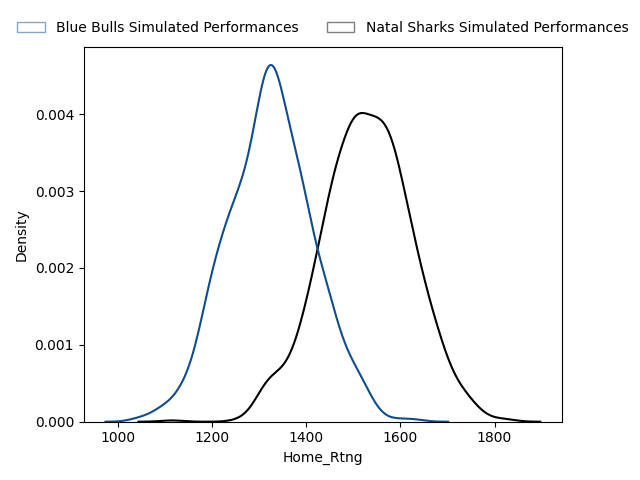 Blue Bulls Simulated Performances Natal Sharks Simulated Performances
0.004
0.003
0.002
0.001
0.000
Density
1000 1200 1400 1600 1800
Home_Rtng